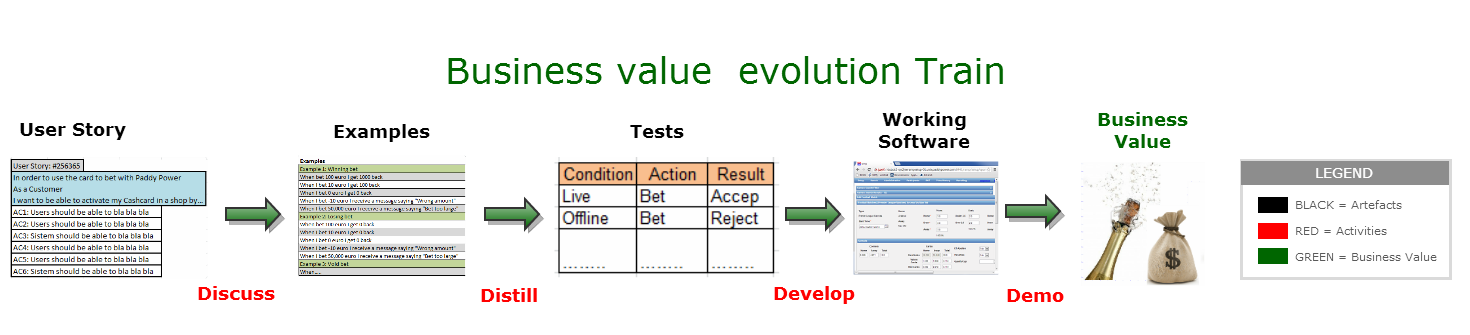 Business value  evolution Train
User Story
User Story: #256365
In order to use the card to bet with Paddy Power
As a Customer
I want to be able to activate my Cashcard in a shop by...
AC1: Users should be able to bla bla bla
AC2: Users should be able to bla bla bla
AC3: Sistem should be able to bla bla bla
AC4: Users should be able to bla bla bla
AC5: Users should be able to bla bla bla
AC6: Sistem should be able to bla bla bla
Discuss
Examples
Examples
Example 1: Winning bet
When I bet 100 euro I get 1000 back
When I bet 10 euro I get 100 back
When I bet 0 euro I get 0 back
When I bet -10 euro I receive a message saying "Wrong amount"
When I bet 50.000 euro I receive a message saying "Bet too large"
Example 2: Losing bet
When I bet 100 euro I get 0 back
When I bet 10 euro I get 0 back
When I bet 0 euro I get 0 back
When I bet -10 euro I receive a message saying "Wrong amount"
When I bet 50.000 euro I receive a message saying "Bet too large"
Example 3: Void bet
When.....
Distill
Tests
Condition Action Result
Live Bet Accep
Offline Bet Reject
........ ........ ........
Develop
Working
Software
Demo
Business
Value
$
LEGEND
BLACK = Artefacts
RED = Activities
GREEN = Business Value